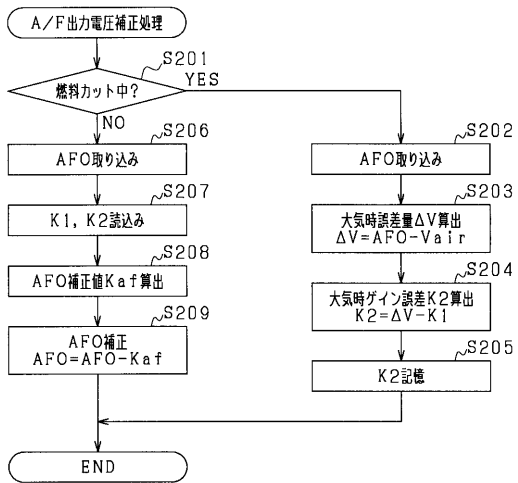 A/F出力電圧補正処理
S201
燃料カット中?
YES
NO
S206
AFO取り込み
S207
K1,K2読込み
S208
AFO補正値Kaf算出
S209
AFO補正
AFO=AFO-Kaf
S202
AFO取り込み
S203
大気時誤差量ΔV算出
ΔV=AFO-Vair
S204
大気時ゲイン誤差K2算出
K2=ΔV-K1
S205
K2記憶
END